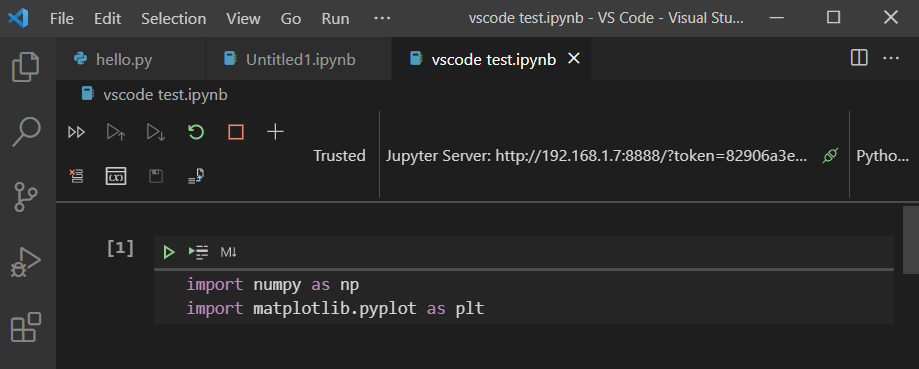 File Edit Selection View Go Run ··· vscode test.ipynb - VS Code - Visual Stu...
hello.py Untitled1.ipynb vscode test.ipynb
vscode test.ipynb
Trusted Jupyter Server: http://192.168.1.7:8888/?token=82906a3e... Pytho...
(x)
[1]
M↓
import numpy as np
import matplotlib.pyplot as plt